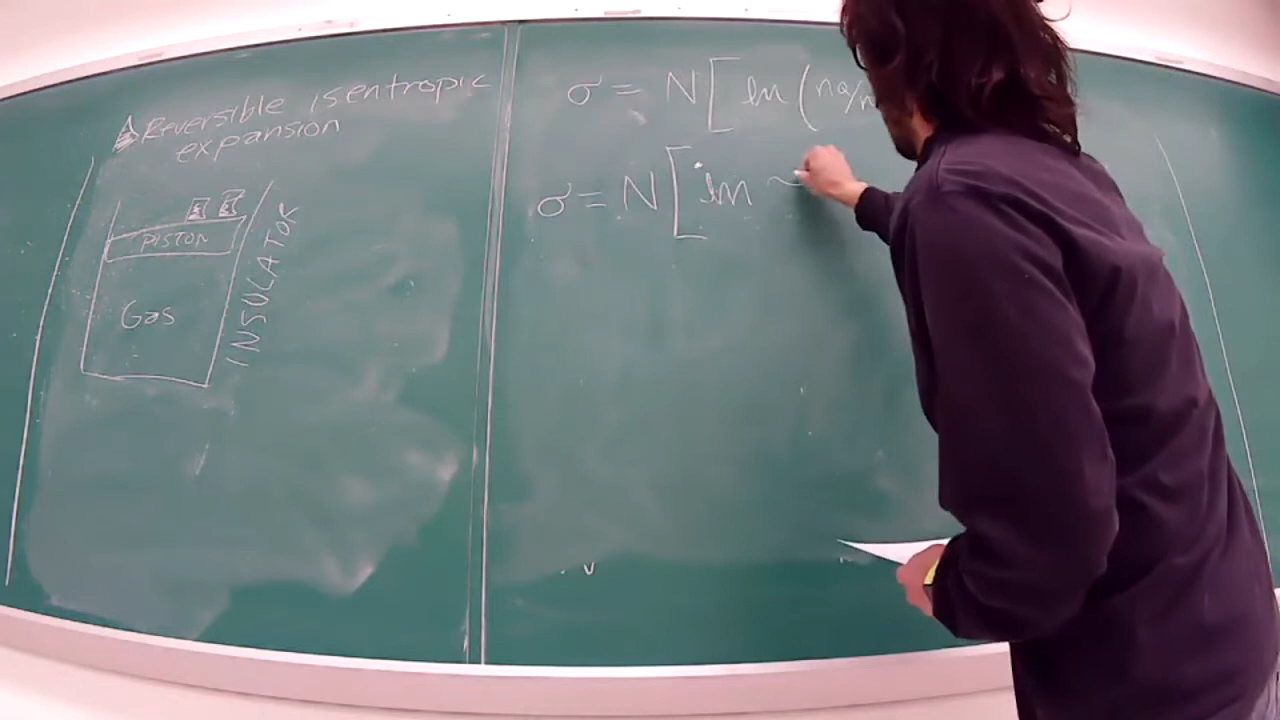 Reversible isentropic
expansion
PISTON
Gas
INSULATOR
σ = N[ln(nQ/n
σ = N[ln